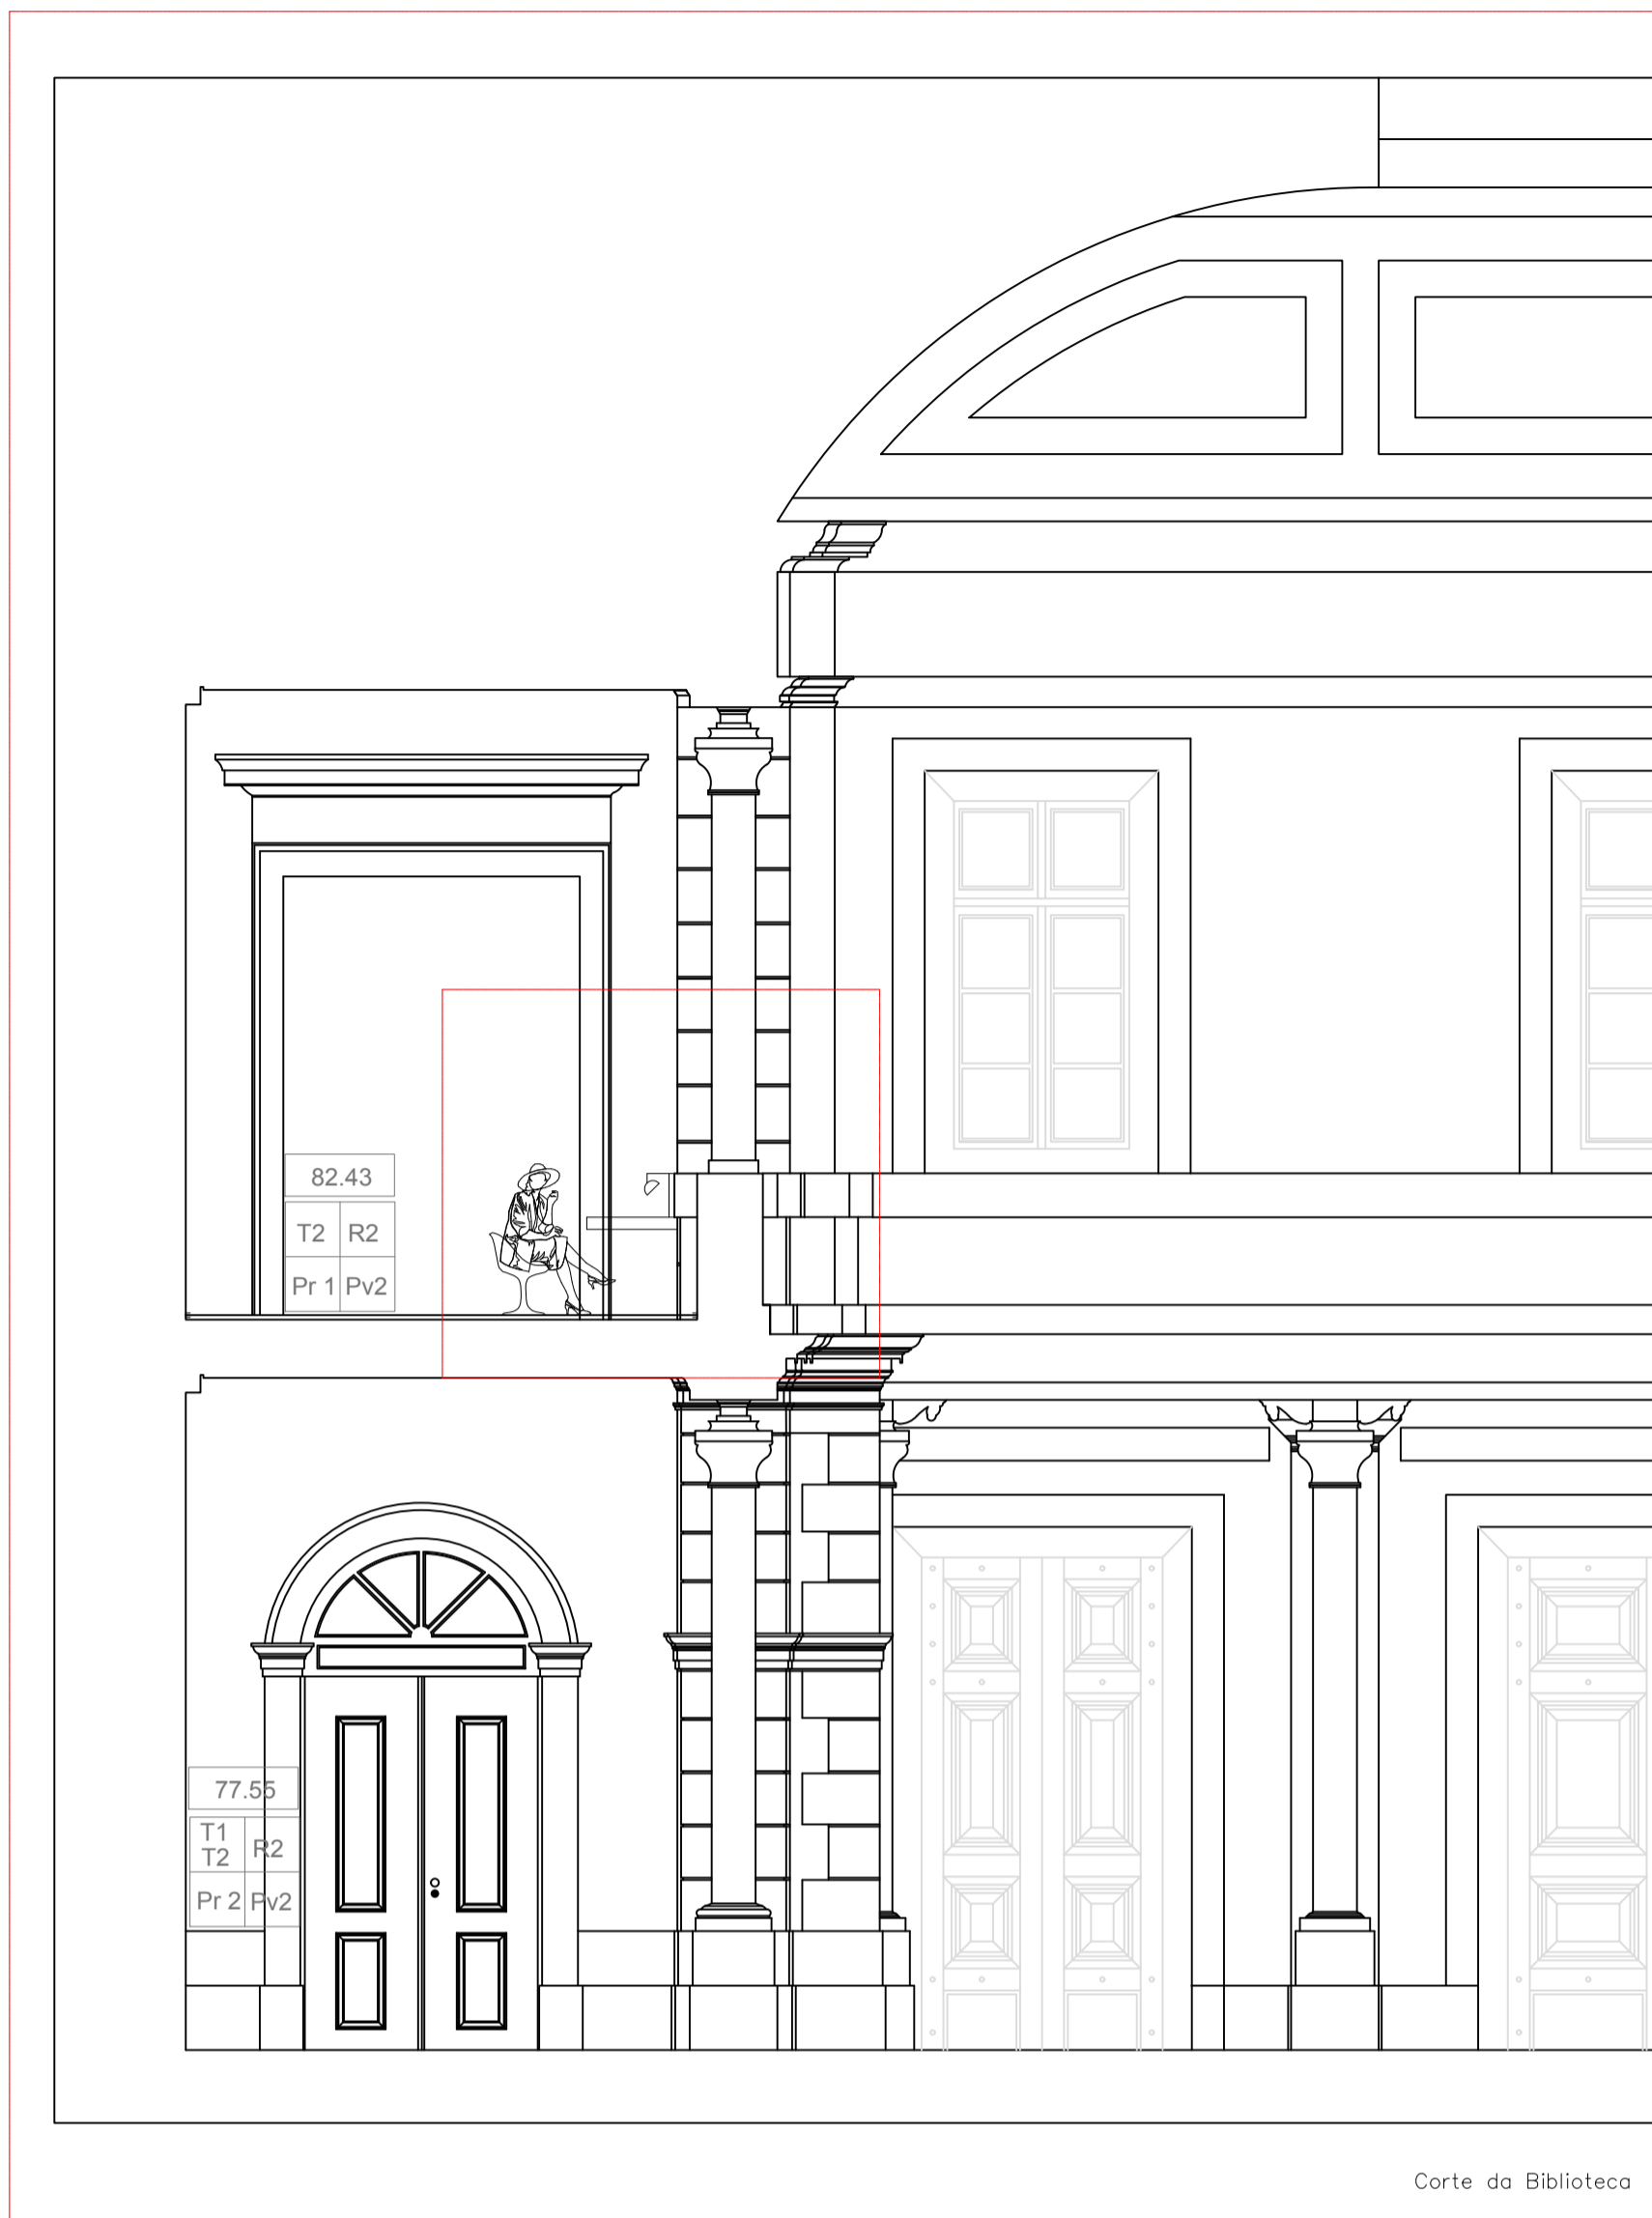 82.43
T2 R2
Pr 1 Pv2
77.55
T1
T2 R2
Pr 2 Pv2
Corte da Biblioteca